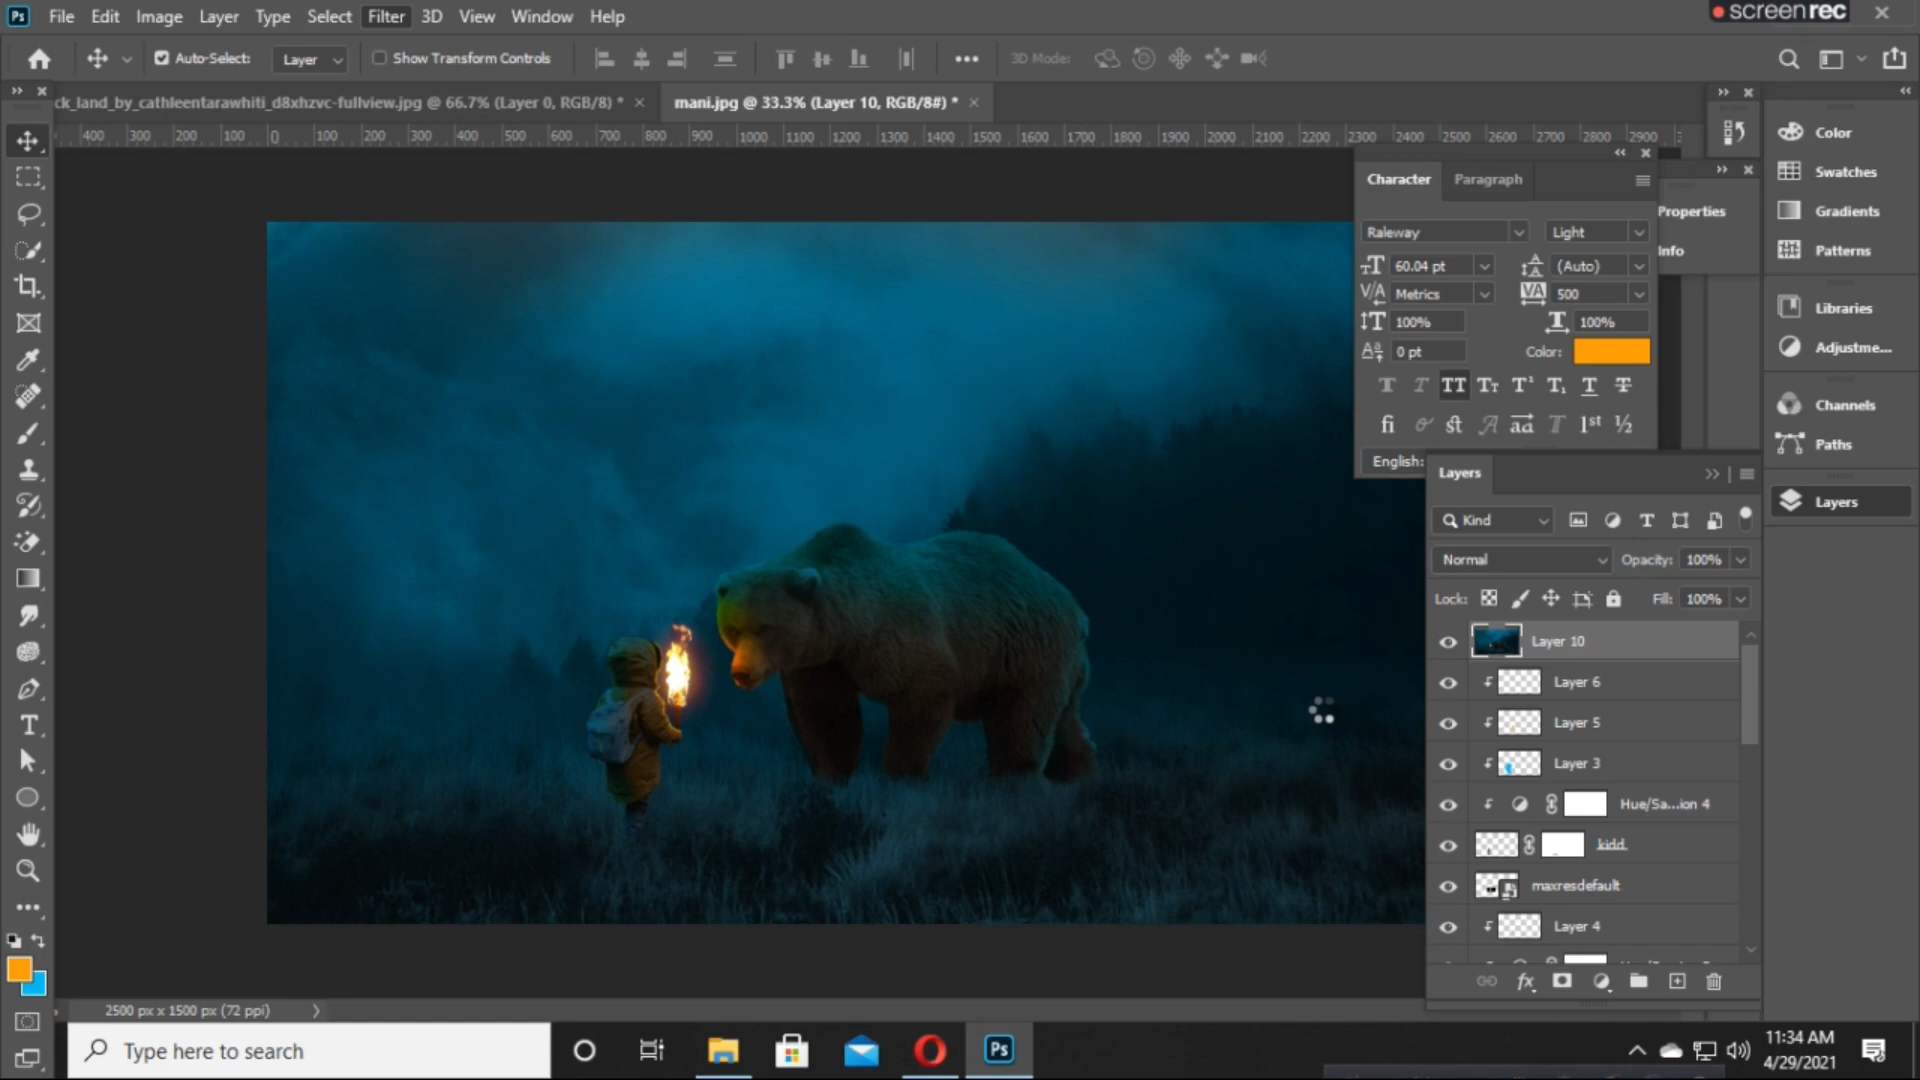 Ps File Edit Image Layer Type Select Filter 3D View Window Help
screenrec
Auto-Select: Layer Show Transform Controls 3D Mode:
ck_land_by_cathleentarawhiti_d8xhzvc-fullview.jpg @ 66.7% (Layer 0, RGB/8) *
mani.jpg @ 33.3% (Layer 10, RGB/8#) *
400 300 200 100 0 100 200 300 400 500 600 700 800 900 1000 1100 1200 1300 1400 1500 1600 1700 1800 1900 2000 2100 2200 2300 2400 2500 2600 2700 2800 2900
Character Paragraph
Raleway Light
60.04 pt (Auto)
Metrics 500
100% 100%
0 pt Color:
English:
Properties
Info
Color
Swatches
Gradients
Patterns
Libraries
Adjustme...
Channels
Paths
Layers
Layers
Kind
Normal Opacity: 100%
Lock: Fill: 100%
Layer 10
Layer 6
Layer 5
Layer 3
Hue/Sa...ion 4
kidd.
maxresdefault
Layer 4
fx
2500 px x 1500 px (72 ppi)
Type here to search
Ps
11:34 AM
4/29/2021